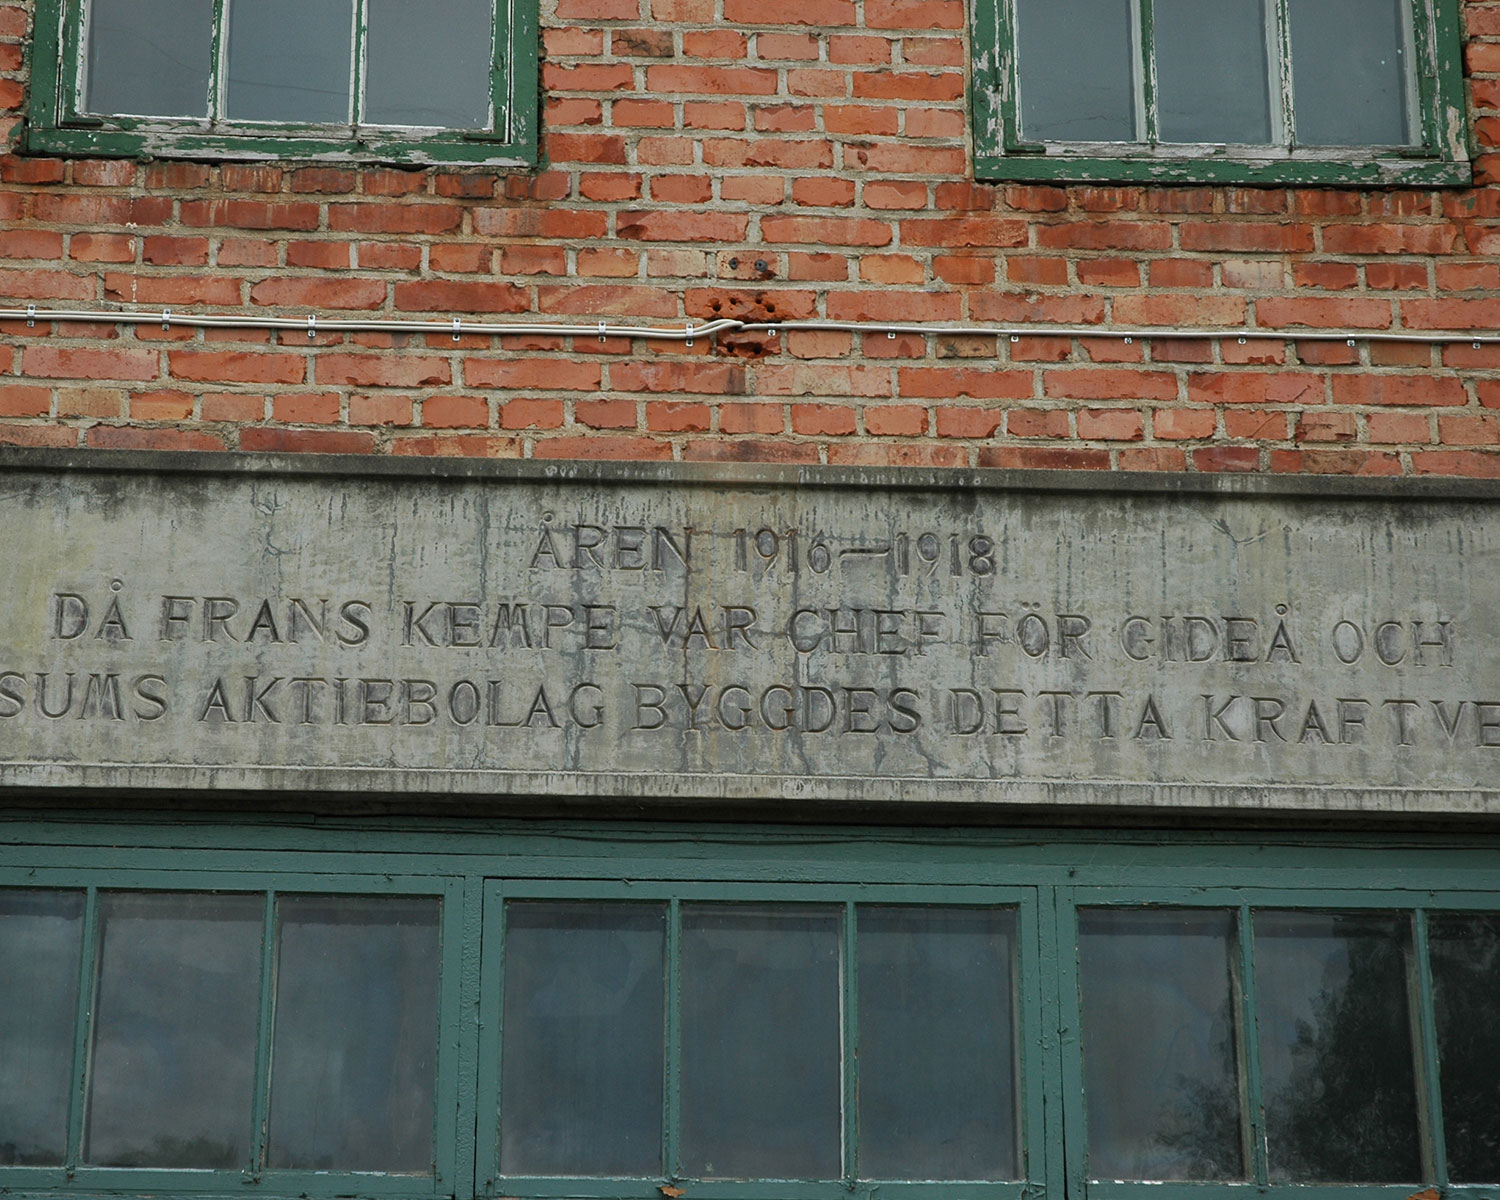 ÅREN 1916–1918
DÅ FRANS KEMPE VAR CHEF FÖR GIDEÅ OCH
SUMS AKTIEBOLAG BYGGDES DETTA KRAFTVE